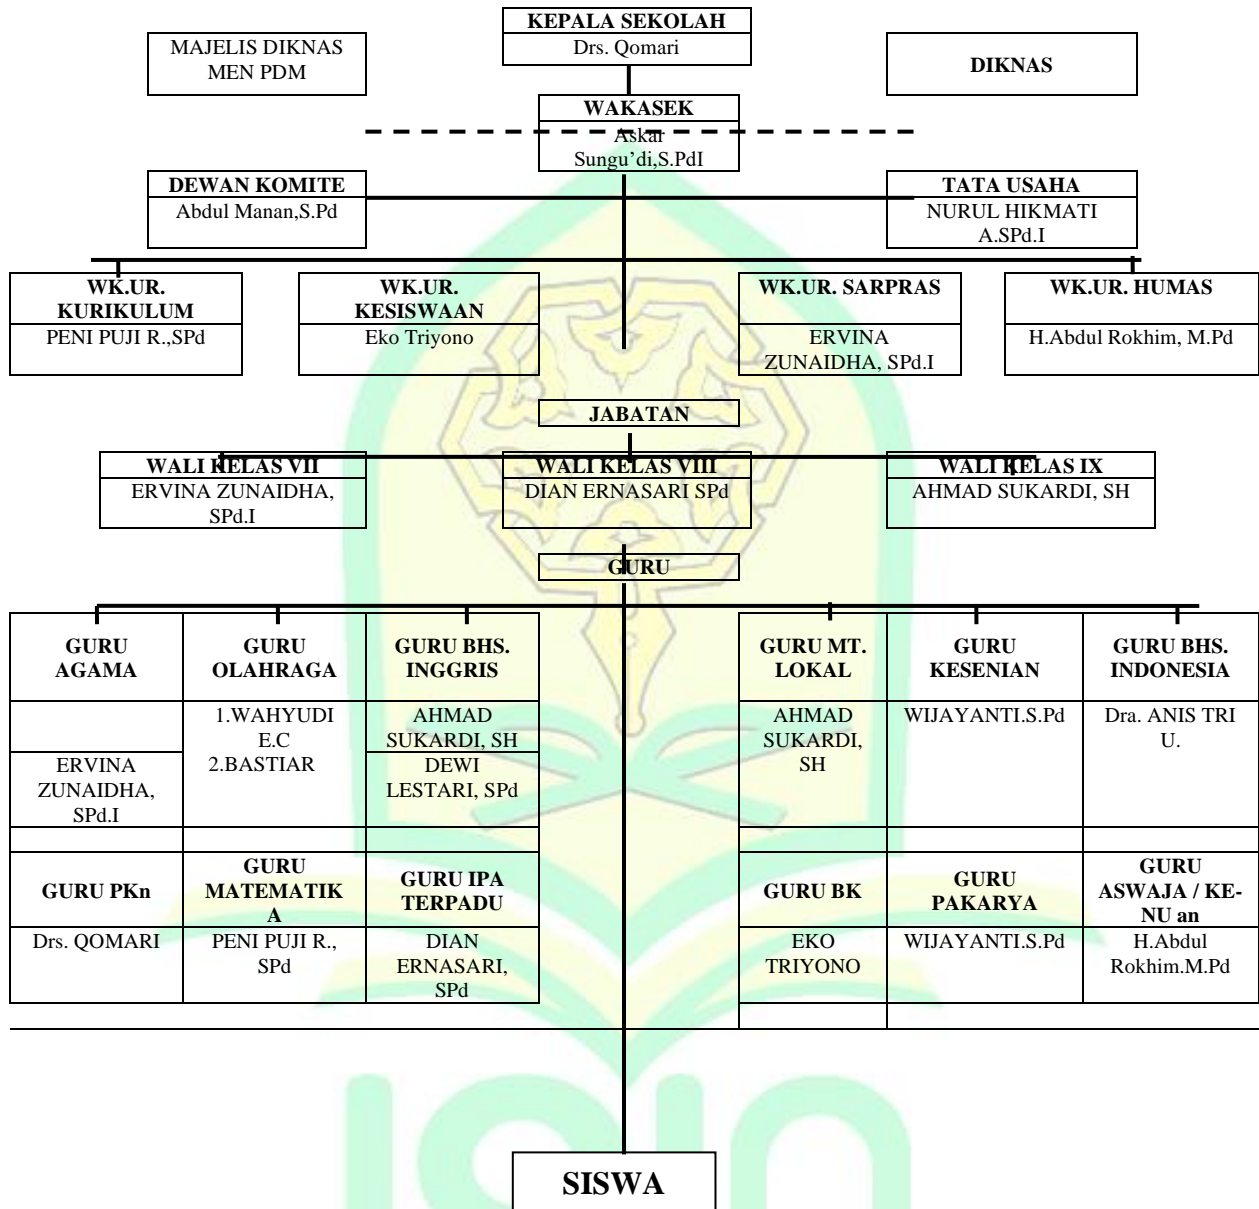 KEPALA SEKOLAH
Drs. Qomari
MAJELIS DIKNAS
MEN PDM
DIKNAS
WAKASEK
Askar
Sungu’di,S.PdI
DEWAN KOMITE
Abdul Manan,S.Pd
TATA USAHA
NURUL HIKMATI
A.SPd.I
WK.UR.
KURIKULUM
PENI PUJI R.,SPd
WK.UR.
KESISWAAN
Eko Triyono
WK.UR. SARPRAS
ERVINA
ZUNAIDHA, SPd.I
WK.UR. HUMAS
H.Abdul Rokhim, M.Pd
JABATAN
WALI KELAS VII
ERVINA ZUNAIDHA,
SPd.I
WALI KELAS VIII
DIAN ERNASARI SPd
WALI KELAS IX
AHMAD SUKARDI, SH
GURU
GURU
AGAMA
ERVINA
ZUNAIDHA,
SPd.I
GURU
OLAHRAGA
1.WAHYUDI
E.C
2.BASTIAR
GURU BHS.
INGGRIS
AHMAD
SUKARDI, SH
DEWI
LESTARI, SPd
GURU MT.
LOKAL
AHMAD
SUKARDI,
SH
GURU
KESENIAN
WIJAYANTI.S.Pd
GURU BHS.
INDONESIA
Dra. ANIS TRI
U.
GURU PKn
Drs. QOMARI
GURU
MATEMATIK
A
PENI PUJI R.,
SPd
GURU IPA
TERPADU
DIAN
ERNASARI,
SPd
GURU BK
EKO
TRIYONO
GURU
PAKARYA
WIJAYANTI.S.Pd
GURU
ASWAJA / KE-
NU an
H.Abdul
Rokhim.M.Pd
SISWA